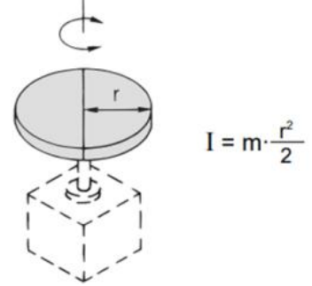 r
I = m · r²/2